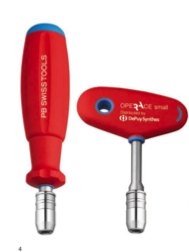 PB SWISS TOOLS
OPERACE small
Distributed by
DePuy Synthes
4